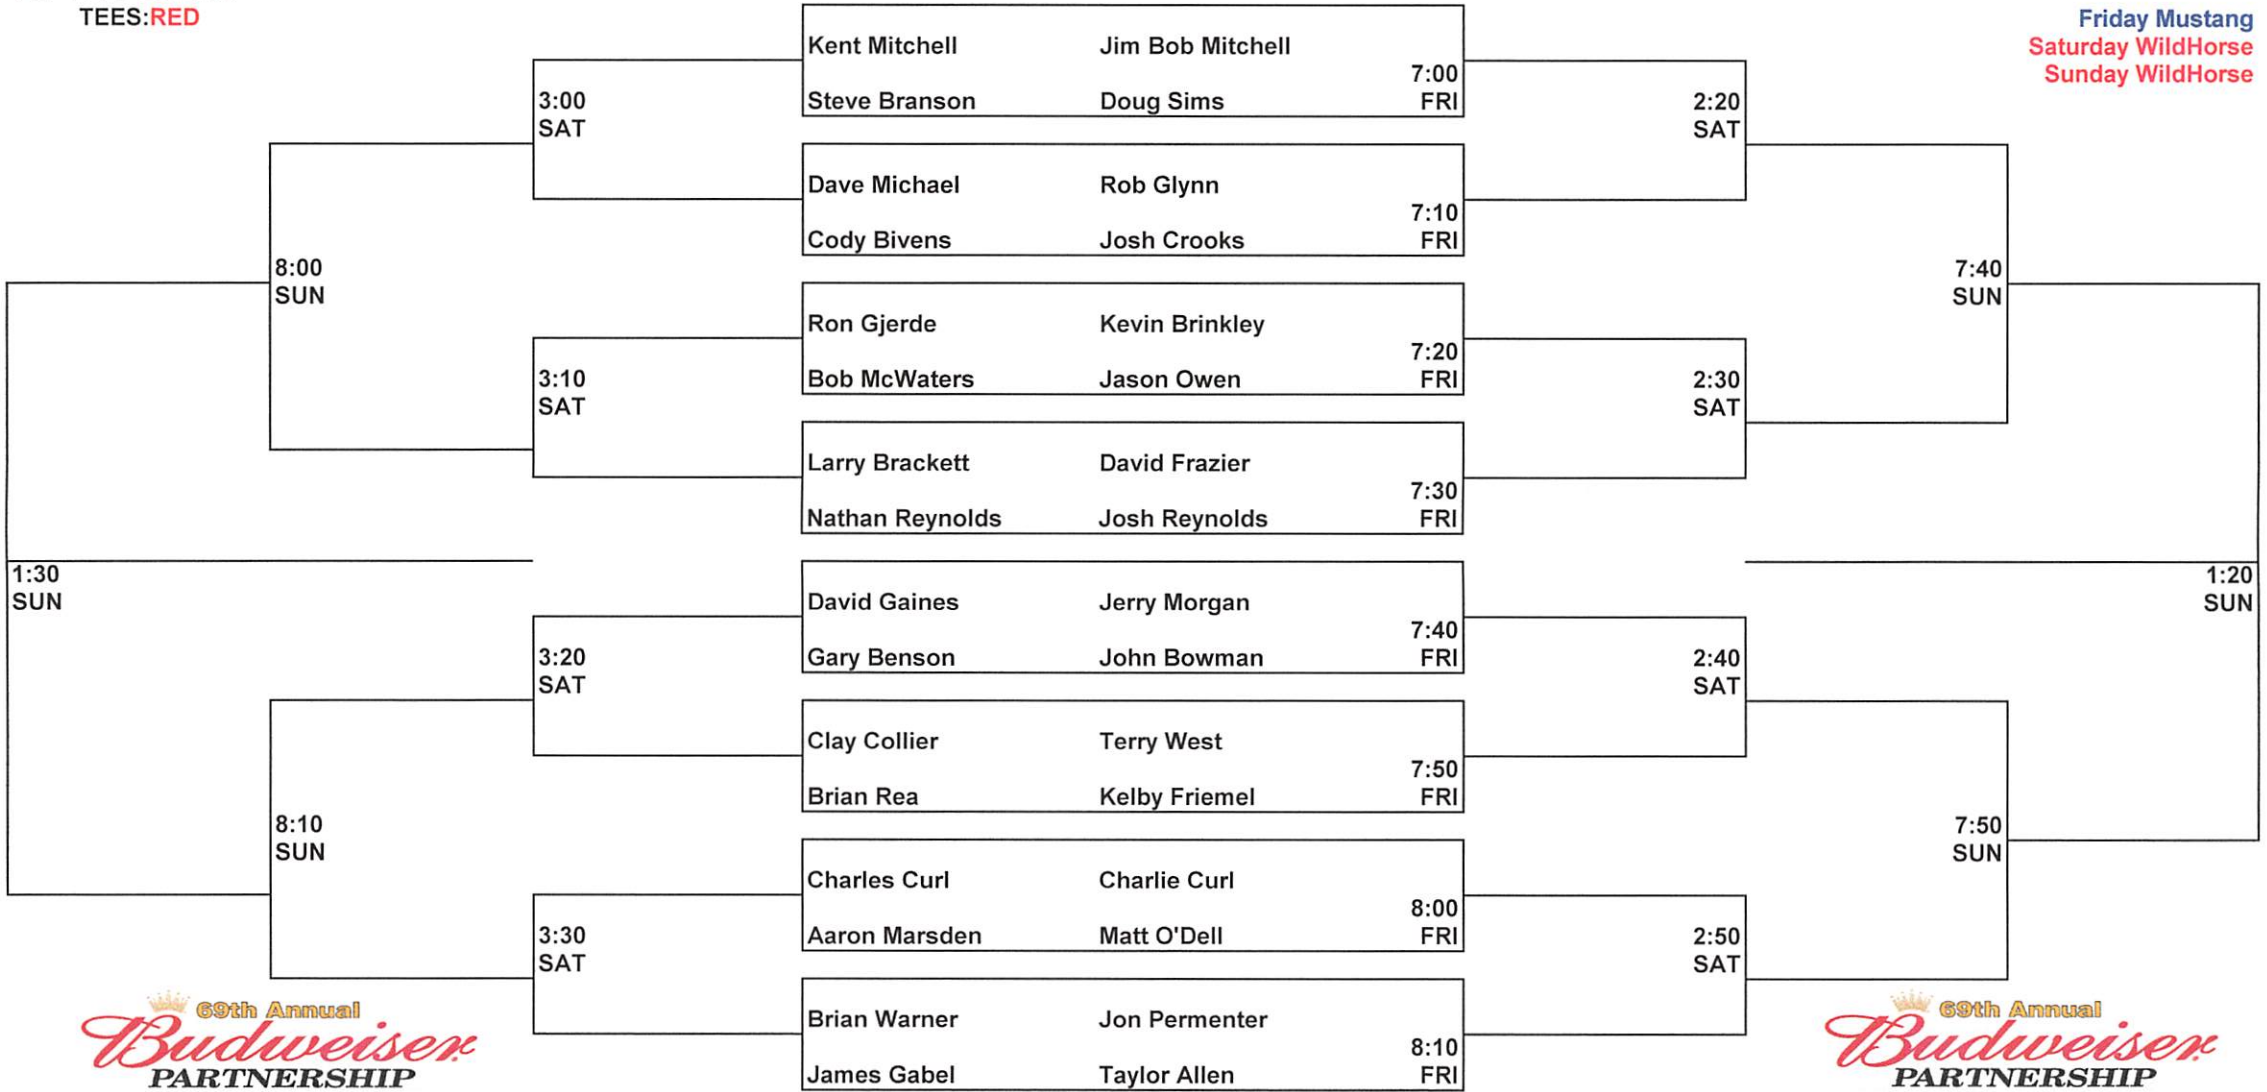 TEES:RED
Friday Mustang
Saturday WildHorse
Sunday WildHorse
Kent Mitchell Jim Bob Mitchell
7:00
Steve Branson Doug Sims FRI
3:00
SAT
2:20
SAT
Dave Michael Rob Glynn
7:10
Cody Bivens Josh Crooks FRI
8:00
SUN
7:40
SUN
Ron Gjerde Kevin Brinkley
7:20
Bob McWaters Jason Owen FRI
3:10
SAT
2:30
SAT
Larry Brackett David Frazier
7:30
Nathan Reynolds Josh Reynolds FRI
1:30
SUN
1:20
SUN
David Gaines Jerry Morgan
7:40
Gary Benson John Bowman FRI
3:20
SAT
2:40
SAT
Clay Collier Terry West
7:50
Brian Rea Kelby Friemel FRI
8:10
SUN
7:50
SUN
Charles Curl Charlie Curl
8:00
Aaron Marsden Matt O'Dell FRI
3:30
SAT
2:50
SAT
Brian Warner Jon Permenter
8:10
James Gabel Taylor Allen FRI
69th Annual
Budweiser
PARTNERSHIP
69th Annual
Budweiser
PARTNERSHIP